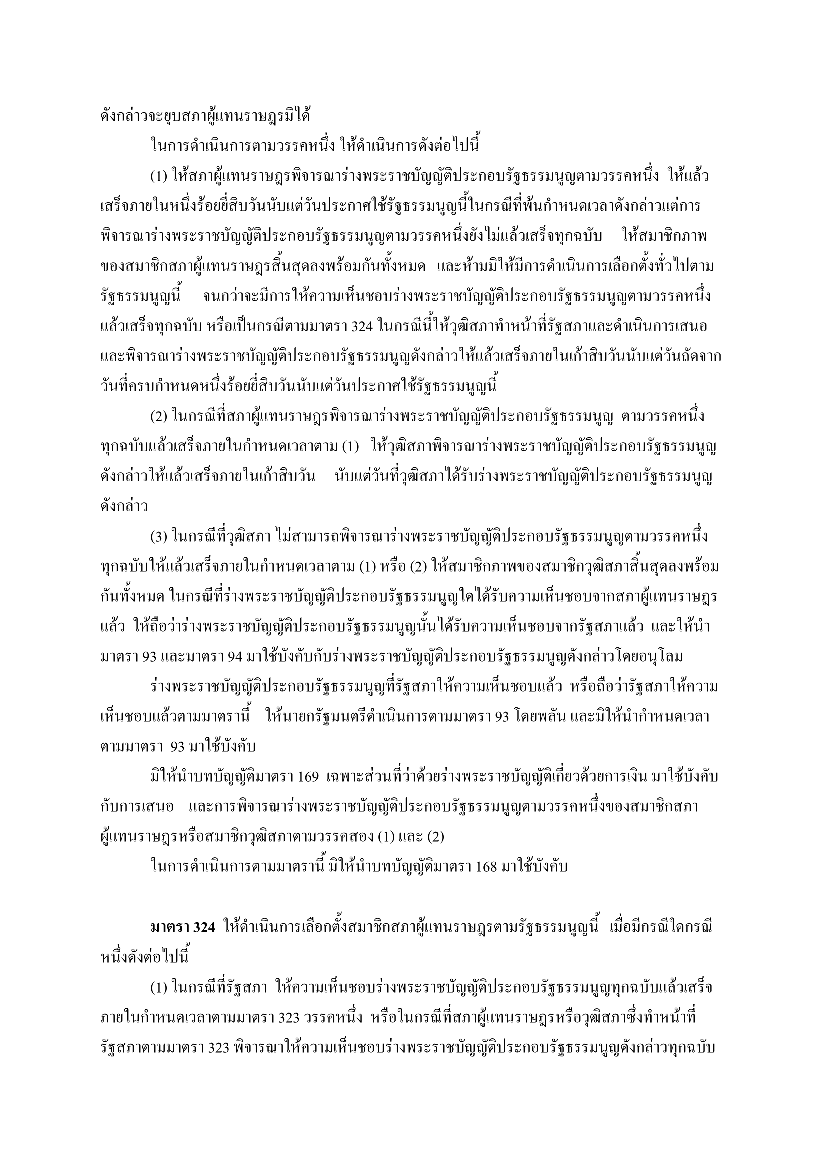 ดังกล่าวจะยุบสภาผู้แทนราษฎรมิได้
ในการดำเนินการตามวรรคหนึ่ง ให้ดำเนินการดังต่อไปนี้
(1) ให้สภาผู้แทนราษฎรพิจารณาร่างพระราชบัญญัติประกอบรัฐธรรมนูญตามวรรคหนึ่ง ให้แล้ว
เสร็จภายในหนึ่งร้อยยี่สิบวันนับแต่วันประกาศใช้รัฐธรรมนูญนี้ในกรณีที่พ้นกำหนดเวลาดังกล่าวแต่การ
พิจารณาร่างพระราชบัญญัติประกอบรัฐธรรมนูญตามวรรคหนึ่งยังไม่แล้วเสร็จทุกฉบับ ให้สมาชิกภาพ
ของสมาชิกสภาผู้แทนราษฎรสิ้นสุดลงพร้อมกันทั้งหมด และห้ามมิให้มีการดำเนินการเลือกตั้งทั่วไปตาม
รัฐธรรมนูญนี้ จนกว่าจะมีการให้ความเห็นชอบร่างพระราชบัญญัติประกอบรัฐธรรมนูญตามวรรคหนึ่ง
แล้วเสร็จทุกฉบับ หรือเป็นกรณีตามมาตรา 324 ในกรณีนี้ให้วุฒิสภาทำหน้าที่รัฐสภาและดำเนินการเสนอ
และพิจารณาร่างพระราชบัญญัติประกอบรัฐธรรมนูญดังกล่าวให้แล้วเสร็จภายในเก้าสิบวันนับแต่วันถัดจาก
วันที่ครบกำหนดหนึ่งร้อยยี่สิบวันนับแต่วันประกาศใช้รัฐธรรมนูญนี้
(2) ในกรณีที่สภาผู้แทนราษฎรพิจารณาร่างพระราชบัญญัติประกอบรัฐธรรมนูญ ตามวรรคหนึ่ง
ทุกฉบับแล้วเสร็จภายในกำหนดเวลาตาม (1) ให้วุฒิสภาพิจารณาร่างพระราชบัญญัติประกอบรัฐธรรมนูญ
ดังกล่าวให้แล้วเสร็จภายในเก้าสิบวัน นับแต่วันที่วุฒิสภาได้รับร่างพระราชบัญญัติประกอบรัฐธรรมนูญ
ดังกล่าว
(3) ในกรณีที่วุฒิสภา ไม่สามารถพิจารณาร่างพระราชบัญญัติประกอบรัฐธรรมนูญตามวรรคหนึ่ง
ทุกฉบับให้แล้วเสร็จภายในกำหนดเวลาตาม (1) หรือ (2) ให้สมาชิกภาพของสมาชิกวุฒิสภาสิ้นสุดลงพร้อม
กันทั้งหมด ในกรณีที่ร่างพระราชบัญญัติประกอบรัฐธรรมนูญใดได้รับความเห็นชอบจากสภาผู้แทนราษฎร
แล้ว ให้ถือว่าร่างพระราชบัญญัติประกอบรัฐธรรมนูญนั้นได้รับความเห็นชอบจากรัฐสภาแล้ว และให้นำ
มาตรา 93 และมาตรา 94 มาใช้บังคับกับร่างพระราชบัญญัติประกอบรัฐธรรมนูญดังกล่าวโดยอนุโลม
ร่างพระราชบัญญัติประกอบรัฐธรรมนูญที่รัฐสภาให้ความเห็นชอบแล้ว หรือถือว่ารัฐสภาให้ความ
เห็นชอบแล้วตามมาตรานี้ ให้นายกรัฐมนตรีดำเนินการตามมาตรา 93 โดยพลัน และมิให้นำกำหนดเวลา
ตามมาตรา 93 มาใช้บังคับ
มิให้นำบทบัญญัติมาตรา 169 เฉพาะส่วนที่ว่าด้วยร่างพระราชบัญญัติเกี่ยวด้วยการเงิน มาใช้บังคับ
กับการเสนอ และการพิจารณาร่างพระราชบัญญัติประกอบรัฐธรรมนูญตามวรรคหนึ่งของสมาชิกสภา
ผู้แทนราษฎรหรือสมาชิกวุฒิสภาตามวรรคสอง (1) และ (2)
ในการดำเนินการตามมาตรานี้ มิให้นำบทบัญญัติมาตรา 168 มาใช้บังคับ
มาตรา 324 ให้ดำเนินการเลือกตั้งสมาชิกสภาผู้แทนราษฎรตามรัฐธรรมนูญนี้ เมื่อมีกรณีใดกรณี
หนึ่งดังต่อไปนี้
(1) ในกรณีที่รัฐสภา ให้ความเห็นชอบร่างพระราชบัญญัติประกอบรัฐธรรมนูญทุกฉบับแล้วเสร็จ
ภายในกำหนดเวลาตามมาตรา 323 วรรคหนึ่ง หรือในกรณีที่สภาผู้แทนราษฎรหรือวุฒิสภาซึ่งทำหน้าที่
รัฐสภาตามมาตรา 323 พิจารณาให้ความเห็นชอบร่างพระราชบัญญัติประกอบรัฐธรรมนูญดังกล่าวทุกฉบับ